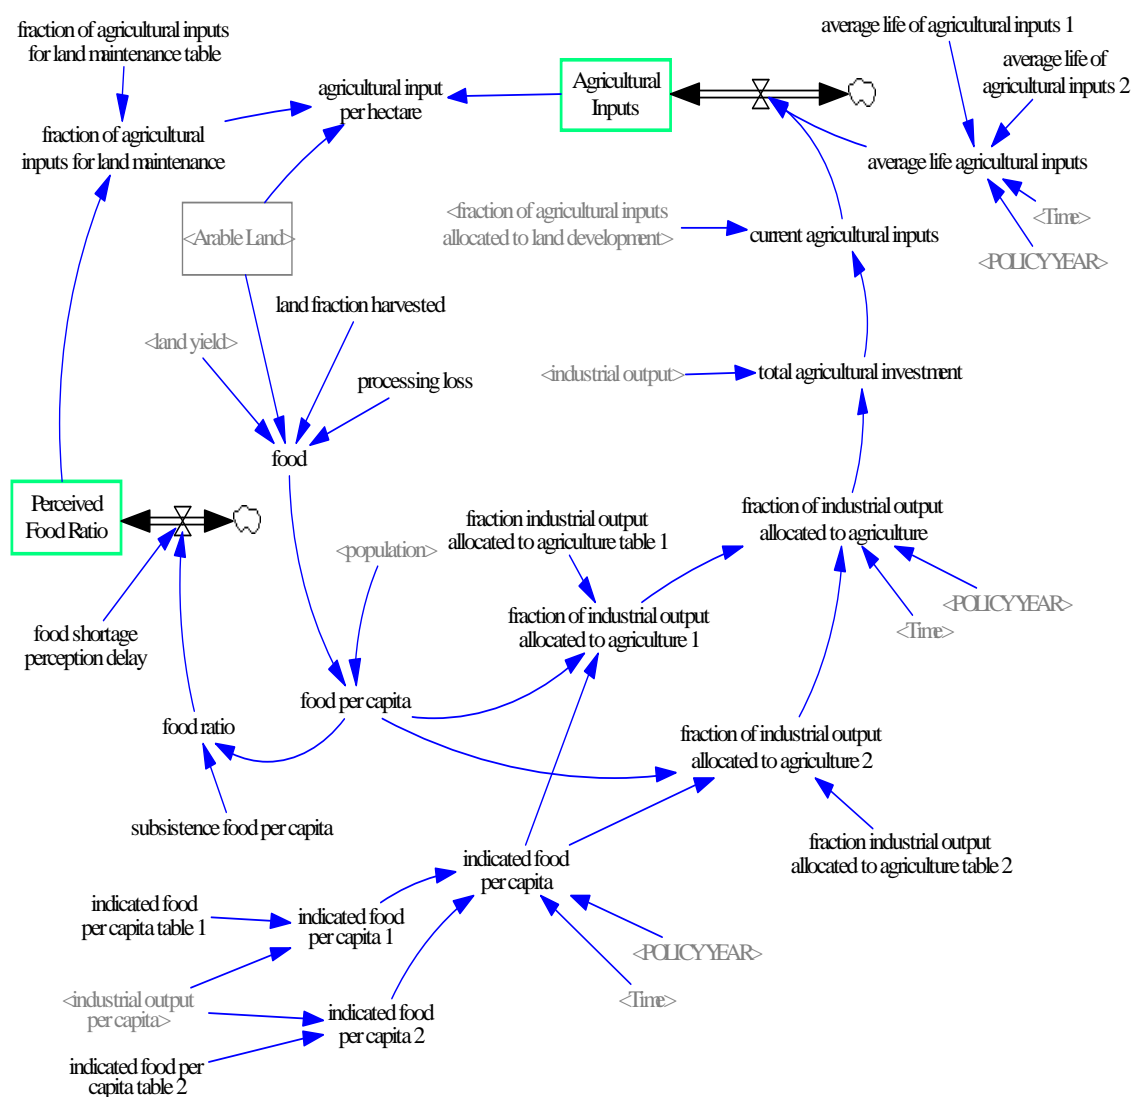 fraction of agricultural inputs
for land maintenance table
average life of agricultural inputs 1
average life of
agricultural inputs 2
agricultural input
per hectare
Agricultural
Inputs
fraction of agricultural
inputs for land maintenance
average life agricultural inputs
<Time>
<POLICY YEAR>
<Arable Land>
<fraction of agricultural inputs
allocated to land development>
current agricultural inputs
land fraction harvested
<land yield>
processing loss
<industrial output>
total agricultural investment
food
Perceived
Food Ratio
fraction industrial output
allocated to agriculture table 1
fraction of industrial output
allocated to agriculture
<population>
<POLICY YEAR>
<Time>
fraction of industrial output
allocated to agriculture 1
food shortage
perception delay
food per capita
food ratio
fraction of industrial output
allocated to agriculture 2
subsistence food per capita
fraction industrial output
allocated to agriculture table 2
indicated food
per capita
indicated food
per capita table 1
indicated food
per capita 1
<POLICY YEAR>
<Time>
<industrial output
per capita>
indicated food
per capita 2
indicated food per
capita table 2